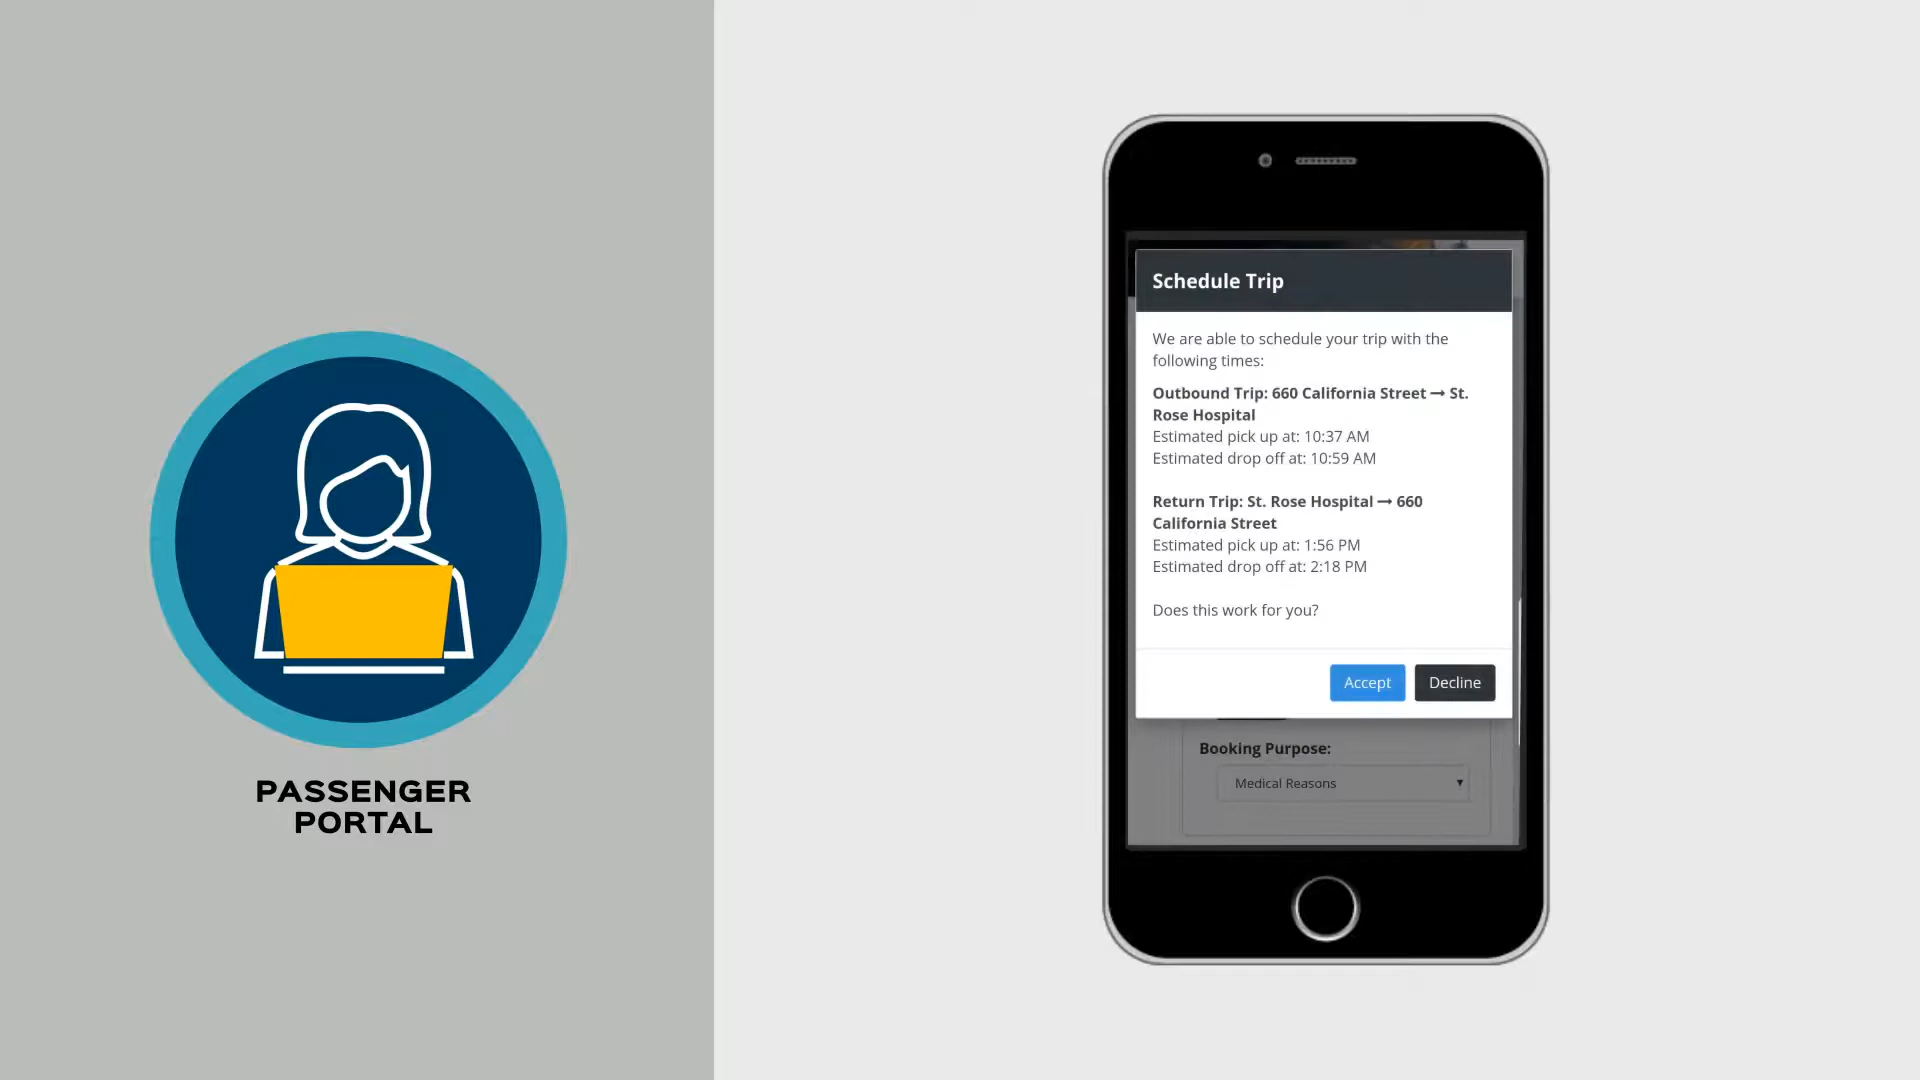 PASSENGER
PORTAL
Schedule Trip
We are able to schedule your trip with the
following times:
Outbound Trip: 660 California Street → St.
Rose Hospital
Estimated pick up at: 10:37 AM
Estimated drop off at: 10:59 AM
Return Trip: St. Rose Hospital → 660
California Street
Estimated pick up at: 1:56 PM
Estimated drop off at: 2:18 PM
Does this work for you?
Accept Decline
Booking Purpose:
Medical Reasons